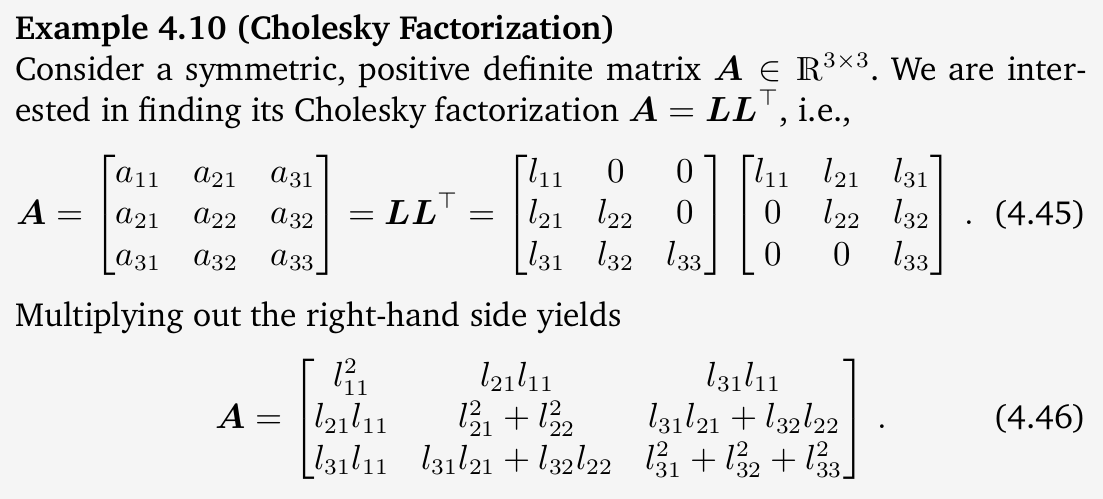 Example 4.10 (Cholesky Factorization)
Consider a symmetric, positive definite matrix $\boldsymbol{A} \in \mathbb{R}^{3 \times 3}$. We are inter-
ested in finding its Cholesky factorization $\boldsymbol{A} = \boldsymbol{L}\boldsymbol{L}^\top$, i.e.,
$\boldsymbol{A} = \begin{bmatrix} a_{11} & a_{21} & a_{31} \\ a_{21} & a_{22} & a_{32} \\ a_{31} & a_{32} & a_{33} \end{bmatrix} = \boldsymbol{L}\boldsymbol{L}^\top = \begin{bmatrix} l_{11} & 0 & 0 \\ l_{21} & l_{22} & 0 \\ l_{31} & l_{32} & l_{33} \end{bmatrix} \begin{bmatrix} l_{11} & l_{21} & l_{31} \\ 0 & l_{22} & l_{32} \\ 0 & 0 & l_{33} \end{bmatrix} .$ (4.45)
Multiplying out the right-hand side yields
$\boldsymbol{A} = \begin{bmatrix} l_{11}^2 & l_{21}l_{11} & l_{31}l_{11} \\ l_{21}l_{11} & l_{21}^2 + l_{22}^2 & l_{31}l_{21} + l_{32}l_{22} \\ l_{31}l_{11} & l_{31}l_{21} + l_{32}l_{22} & l_{31}^2 + l_{32}^2 + l_{33}^2 \end{bmatrix} .$ (4.46)